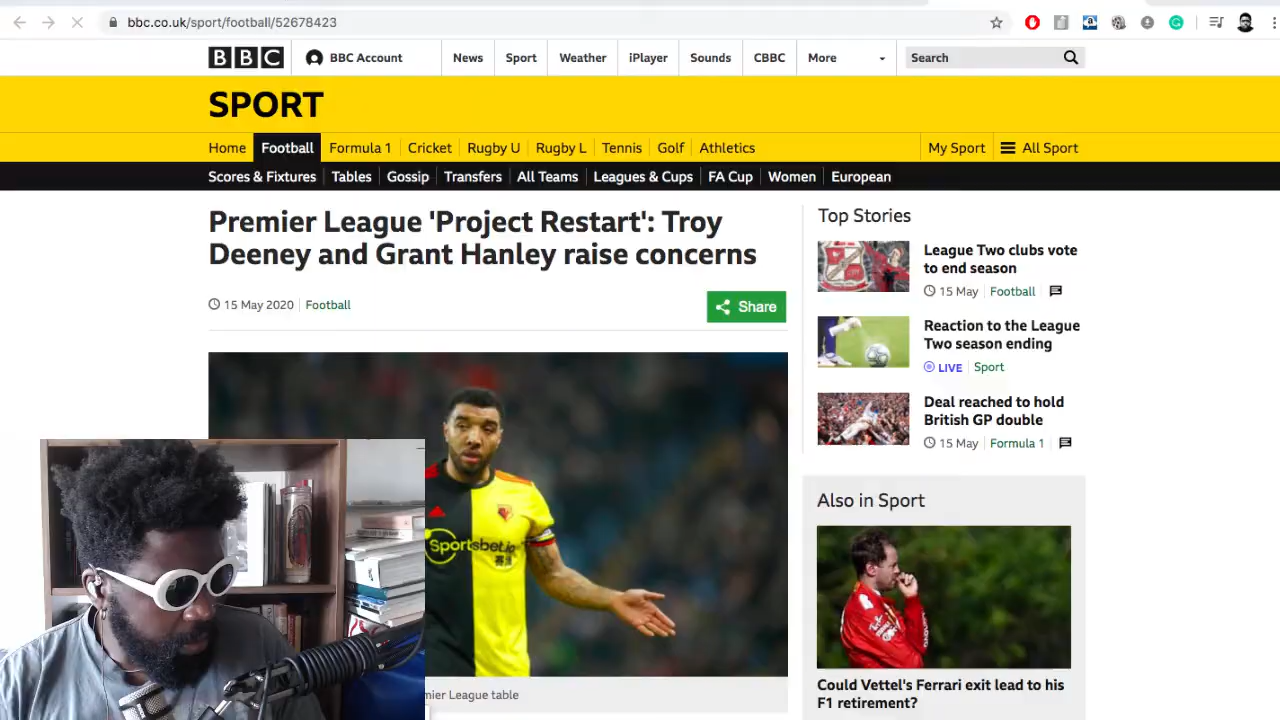 bbc.co.uk/sport/football/52678423
BBC
BBC Account
News
Sport
Weather
iPlayer
Sounds
CBBC
More
Search
SPORT
Home
Football
Formula 1
Cricket
Rugby U
Rugby L
Tennis
Golf
Athletics
My Sport
All Sport
Scores & Fixtures
Tables
Gossip
Transfers
All Teams
Leagues & Cups
FA Cup
Women
European
Premier League 'Project Restart': Troy
Deeney and Grant Hanley raise concerns
15 May 2020
Football
Share
Sportsbet.io
mier League table
Top Stories
League Two clubs vote
to end season
15 May
Football
Reaction to the League
Two season ending
LIVE
Sport
Deal reached to hold
British GP double
15 May
Formula 1
Also in Sport
Could Vettel's Ferrari exit lead to his
F1 retirement?